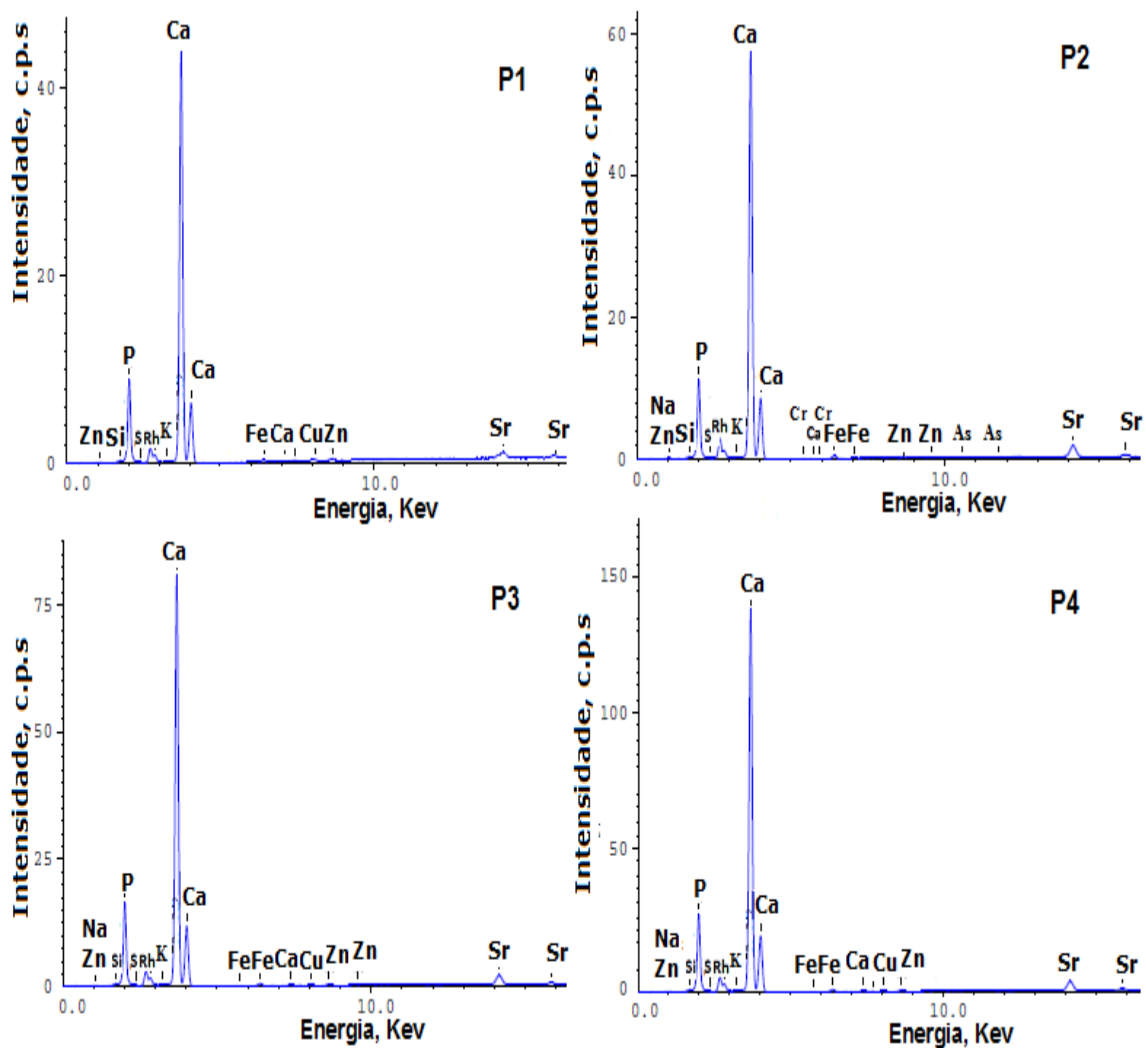 Ca
P1
Intensidade, c.p.s
40
20
0
P
Ca
Zn Si S Rh K
Fe Ca Cu Zn
Sr Sr
0.0 10.0
Energia, Kev
Ca
P2
Intensidade, c.p.s
60
40
20
0
P
Ca
Na
Zn Si S Rh K
Cr Cr
Ca
Fe Fe Zn Zn As As
Sr Sr
0.0 10.0
Energia, Kev
Ca
P3
Intensidade, c.p.s
75
50
25
0
P
Ca
Na
Zn Si S Rh K
Fe Fe Ca Cu Zn Zn
Sr Sr
0.0 10.0
Energia, Kev
Ca
P4
Intensidade, c.p.s
150
100
50
0
P
Ca
Na
Zn Si S Rh K
Fe Fe Ca Cu Zn
Sr Sr
0.0 10.0
Energia, Kev